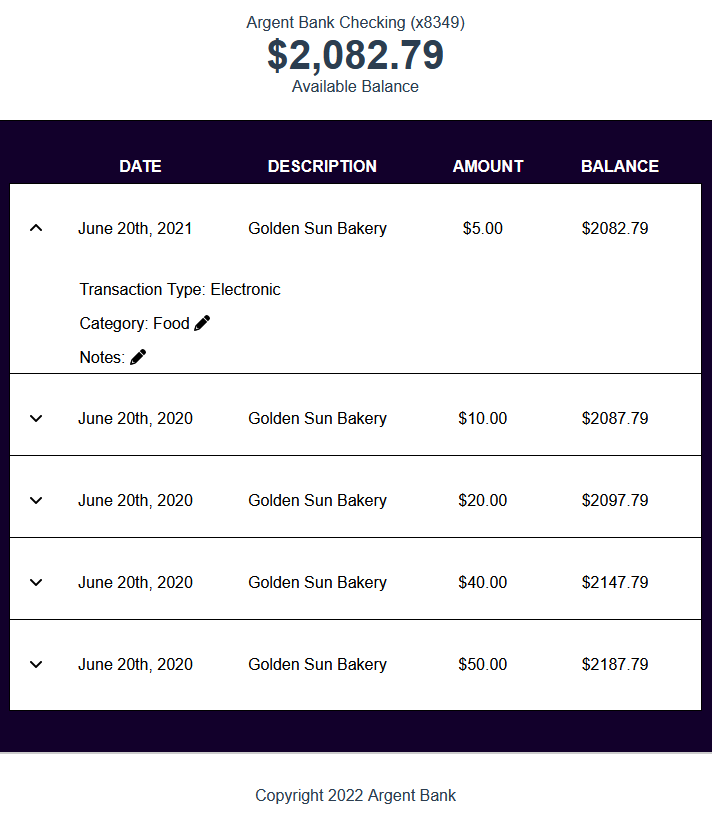 Argent Bank Checking (x8349)
$2,082.79
Available Balance
DATE DESCRIPTION AMOUNT BALANCE
June 20th, 2021 Golden Sun Bakery $5.00 $2082.79
Transaction Type: Electronic
Category: Food
Notes:
June 20th, 2020 Golden Sun Bakery $10.00 $2087.79
June 20th, 2020 Golden Sun Bakery $20.00 $2097.79
June 20th, 2020 Golden Sun Bakery $40.00 $2147.79
June 20th, 2020 Golden Sun Bakery $50.00 $2187.79
Copyright 2022 Argent Bank